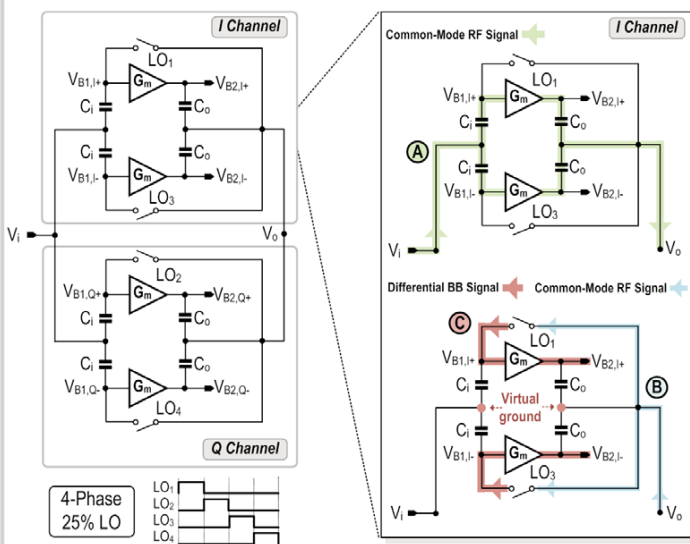 I Channel
LO1
VB1,I+
Gm
VB2,I+
Ci
Co
Ci
Co
VB1,I-
Gm
VB2,I-
LO3
Vi
Vo
LO2
VB1,Q+
Gm
VB2,Q+
Ci
Co
Ci
Co
VB1,Q-
Gm
VB2,Q-
LO4
Q Channel
4-Phase
25% LO
LO1
LO2
LO3
LO4
Common-Mode RF Signal
I Channel
LO1
VB1,I+
Gm
VB2,I+
Ci
Co
A
Ci
Co
VB1,I-
Gm
VB2,I-
LO3
Vi
Vo
Differential BB Signal
Common-Mode RF Signal
C
LO1
VB1,I+
Gm
VB2,I+
Ci
Co
Virtual
ground
B
Ci
Co
VB1,I-
Gm
VB2,I-
LO3
Vi
Vo